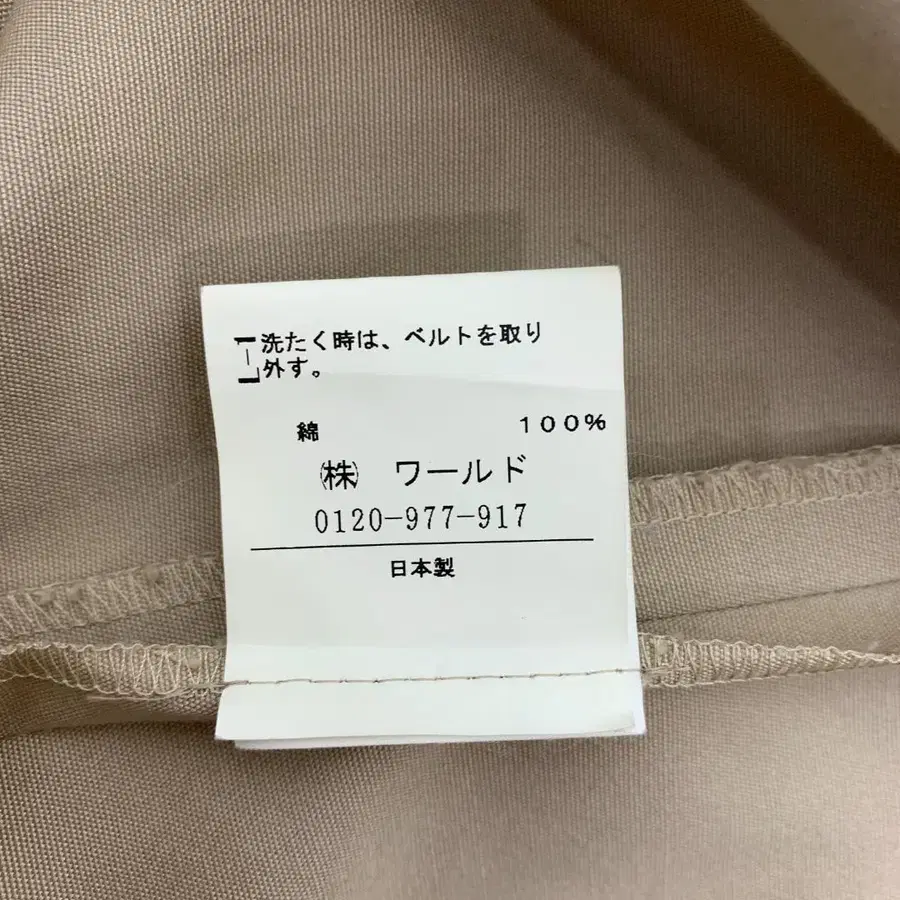 洗たく時は、ベルトを取り
外す。
綿 100%
㈱ ワールド
0120-977-917
日本製